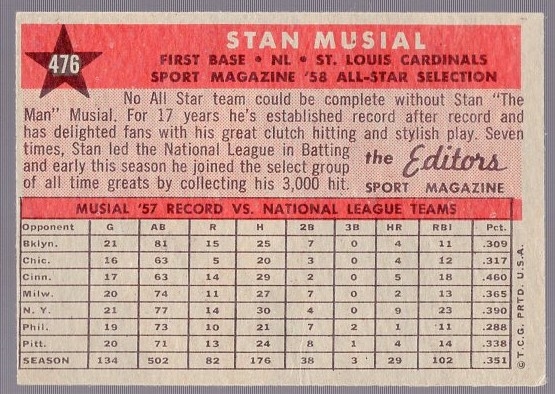 476
STAN MUSIAL
FIRST BASE • NL • ST. LOUIS CARDINALS
SPORT MAGAZINE '58 ALL-STAR SELECTION
No All Star team could be complete without Stan "The
Man" Musial. For 17 years he's established record after record and
has delighted fans with his great clutch hitting and stylish play. Seven
times, Stan led the National League in Batting
and early this season he joined the select group
of all time greats by collecting his 3,000 hit.
the Editors
SPORT MAGAZINE
MUSIAL '57 RECORD VS. NATIONAL LEAGUE TEAMS
Opponent G AB R H 2B 3B HR RBI Pct.
Bklyn. 21 81 15 25 7 0 4 11 .309
Chic. 16 63 5 20 3 0 4 12 .317
Cinn. 17 63 14 29 2 0 5 18 .460
Milw. 20 74 11 27 7 0 2 13 .365
N. Y. 21 77 14 30 4 0 9 23 .390
Phil. 19 73 10 21 7 2 1 11 .288
Pitt. 20 71 13 24 8 1 4 14 .338
SEASON 134 502 82 176 38 3 29 102 .351
© T.C.G. PRTD. U.S.A.